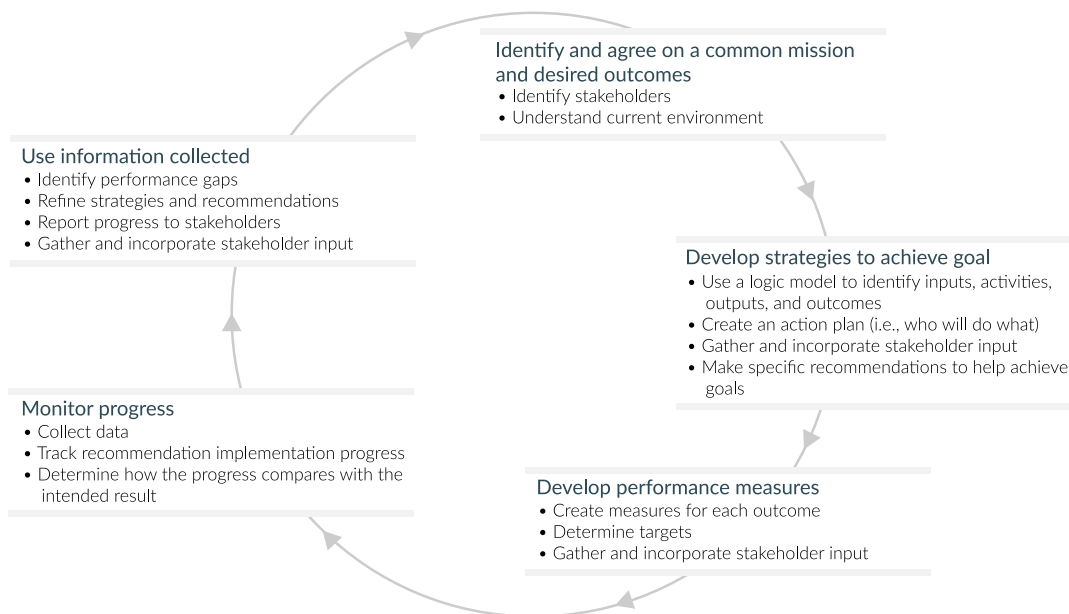 Identify and agree on a common mission
and desired outcomes
• Identify stakeholders
• Understand current environment
Develop strategies to achieve goal
• Use a logic model to identify inputs, activities,
outputs, and outcomes
• Create an action plan (i.e., who will do what)
• Gather and incorporate stakeholder input
• Make specific recommendations to help achieve
goals
Develop performance measures
• Create measures for each outcome
• Determine targets
• Gather and incorporate stakeholder input
Monitor progress
• Collect data
• Track recommendation implementation progress
• Determine how the progress compares with the
intended result
Use information collected
• Identify performance gaps
• Refine strategies and recommendations
• Report progress to stakeholders
• Gather and incorporate stakeholder input